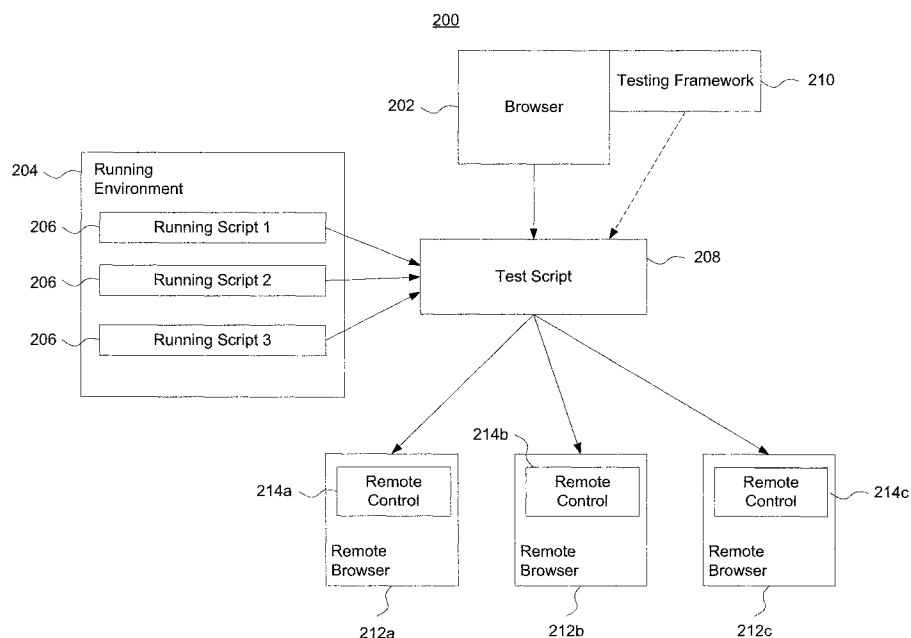 200
Testing Framework
210
202
Browser
204
Running
Environment
206
Running Script 1
206
Running Script 2
206
Running Script 3
Test Script
208
214a
Remote
Control
Remote
Browser
212a
214b
Remote
Control
Remote
Browser
212b
Remote
Control
214c
Remote
Browser
212c